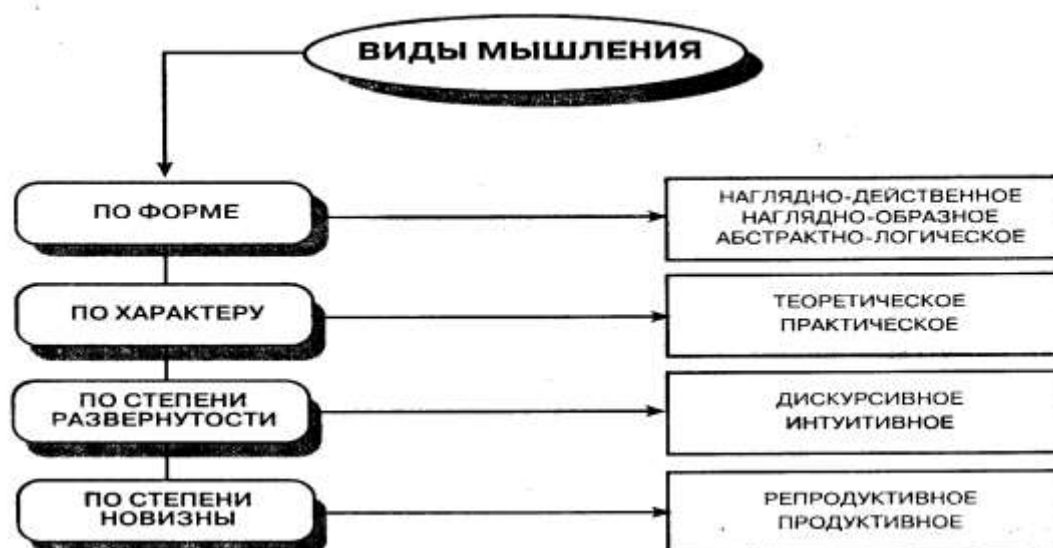 ВИДЫ МЫШЛЕНИЯ
ПО ФОРМЕ
НАГЛЯДНО-ДЕЙСТВЕННОЕ
НАГЛЯДНО-ОБРАЗНОЕ
АБСТРАКТНО-ЛОГИЧЕСКОЕ
ПО ХАРАКТЕРУ
ТЕОРЕТИЧЕСКОЕ
ПРАКТИЧЕСКОЕ
ПО СТЕПЕНИ
РАЗВЕРНУТОСТИ
ДИСКУРСИВНОЕ
ИНТУИТИВНОЕ
ПО СТЕПЕНИ
НОВИЗНЫ
РЕПРОДУКТИВНОЕ
ПРОДУКТИВНОЕ